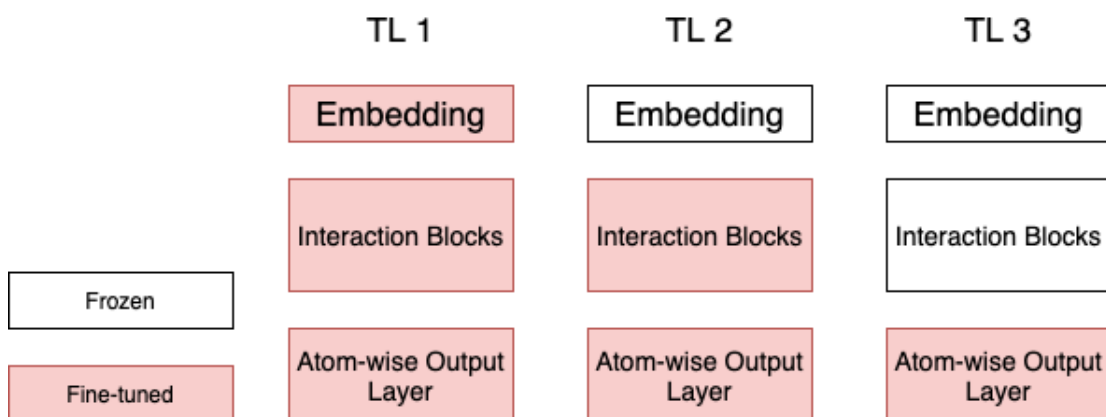 TL 1 TL 2 TL 3
Embedding Embedding Embedding
Interaction Blocks Interaction Blocks Interaction Blocks
Frozen
Atom-wise Output Atom-wise Output Atom-wise Output
Layer Layer Layer
Fine-tuned